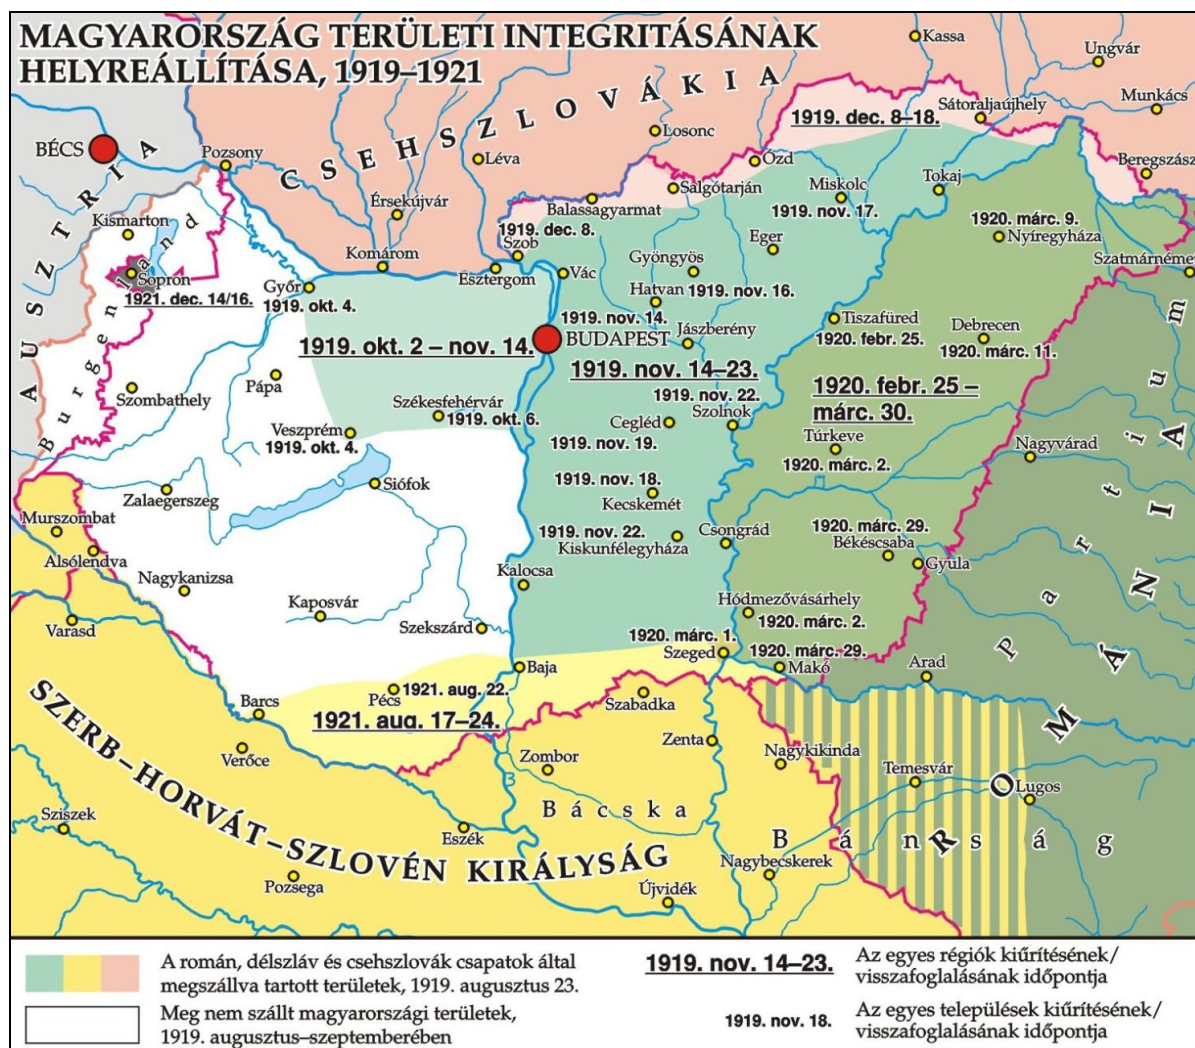 MAGYARORSZÁG TERÜLETI INTEGRITÁSÁNAK
HELYREÁLLÍTÁSA, 1919–1921
Kassa
Ungvár
Munkács
CSEHSZLOVÁKIA
1919. dec. 8–18.
Sátoraljaújhely
BÉCS
AUSZTRIA
Pozsony
Léva
Losonc
Ózd
Beregszász
Salgótarján
Miskolc
1919. nov. 17.
Tokaj
Érsekújvár
Balassagyarmat
1919. dec. 8.
Szob
Kismarton
Burgenland
Komárom
Esztergom
Vác
Gyöngyös
Eger
1920. márc. 9.
Nyíregyháza
Szatmárnémeti
Sopron
1921. dec. 14/16.
Győr
1919. okt. 4.
Hatvan
1919. nov. 16.
1919. nov. 14.
BUDAPEST
Jászberény
Tiszafüred
1920. febr. 25.
Debrecen
1920. márc. 11.
1919. okt. 2 – nov. 14.
1919. nov. 14–23.
1920. febr. 25 –
márc. 30.
Szombathely
Pápa
Székesfehérvár
1919. okt. 6.
Veszprém
1919. okt. 4.
1919. nov. 22.
Szolnok
Cegléd
1919. nov. 19.
Túrkeve
1920. márc. 2.
Nagyvárad
Partium
ROMÁNIA
Zalaegerszeg
Siófok
1919. nov. 18.
Kecskemét
Murszombat
Alsólendva
1919. nov. 22.
Kiskunfélegyháza
Csongrád
1920. márc. 29.
Békéscsaba
Gyula
Nagykanizsa
Kalocsa
Kaposvár
Szekszárd
Hódmezővásárhely
1920. márc. 2.
Varasd
1920. márc. 1.
Szeged
1920. márc. 29.
Makó
Arad
Baja
Barcs
Pécs
1921. aug. 22.
1921. aug. 17–24.
Szabadka
SZERB–HORVÁT–SZLOVÉN KIRÁLYSÁG
Verőce
Zombor
Zenta
Nagykikinda
Temesvár
Lugos
Bácska
Bánság
Sziszek
Eszék
Pozsega
Nagybecskerek
Újvidék
A román, délszláv és csehszlovák csapatok által
megszállva tartott területek, 1919. augusztus 23.
Meg nem szállt magyarországi területek,
1919. augusztus–szeptemberében
1919. nov. 14–23.
Az egyes régiók kiűrítésének/
visszafoglalásának időpontja
1919. nov. 18.
Az egyes települések kiűrítésének/
visszafoglalásának időpontja